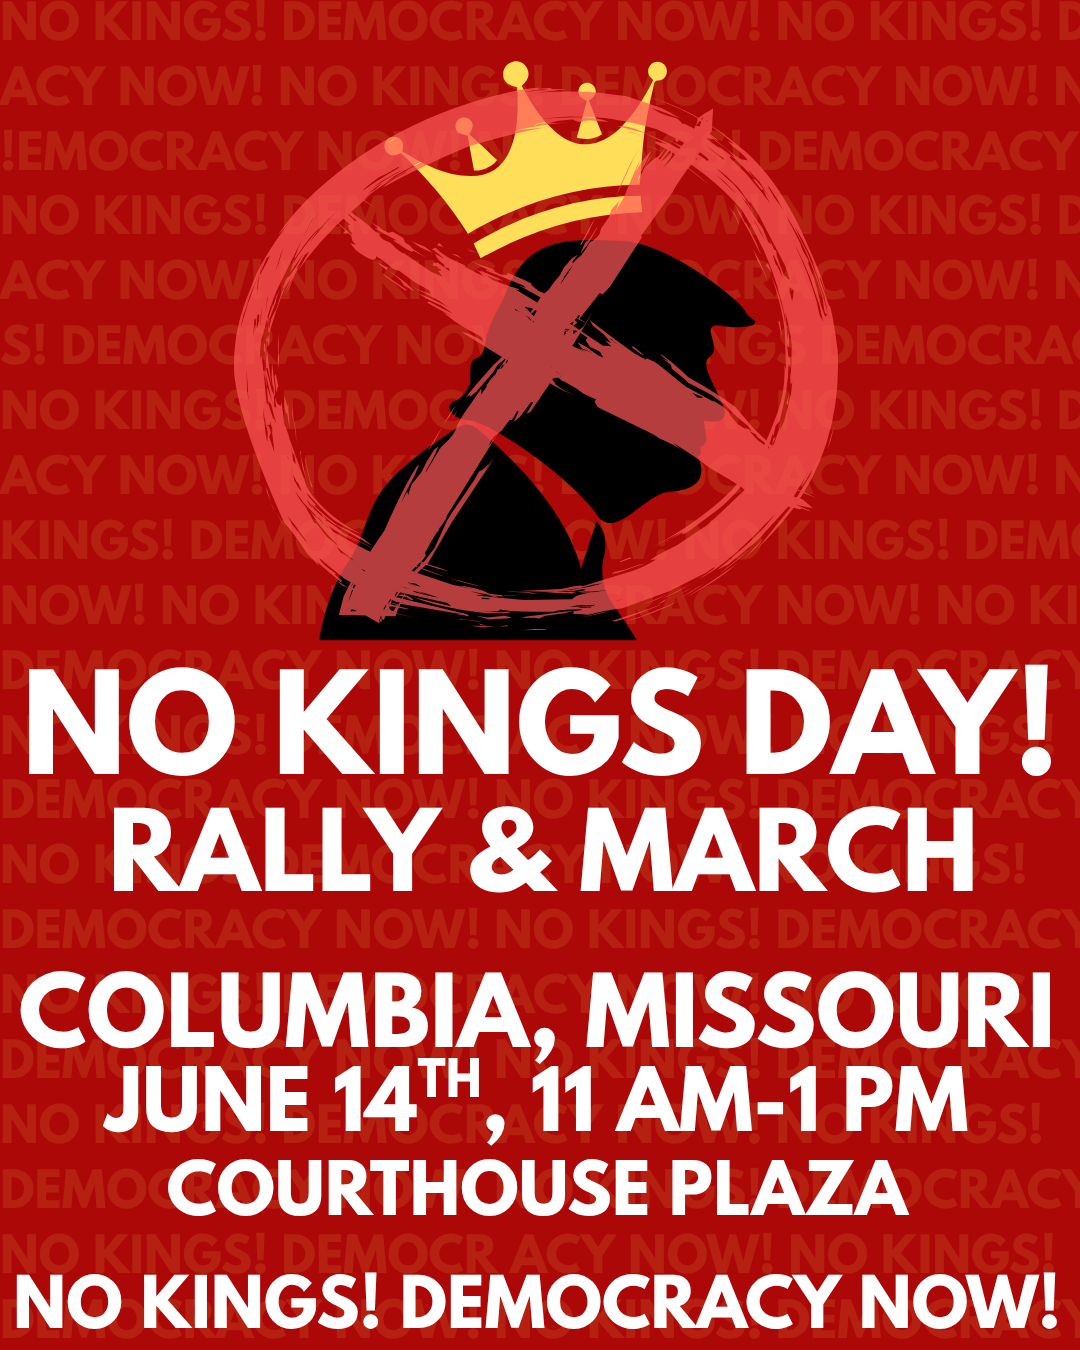 NO KINGS DAY!
RALLY & MARCH
COLUMBIA, MISSOURI
JUNE 14TH, 11 AM-1 PM
COURTHOUSE PLAZA
NO KINGS! DEMOCRACY NOW!